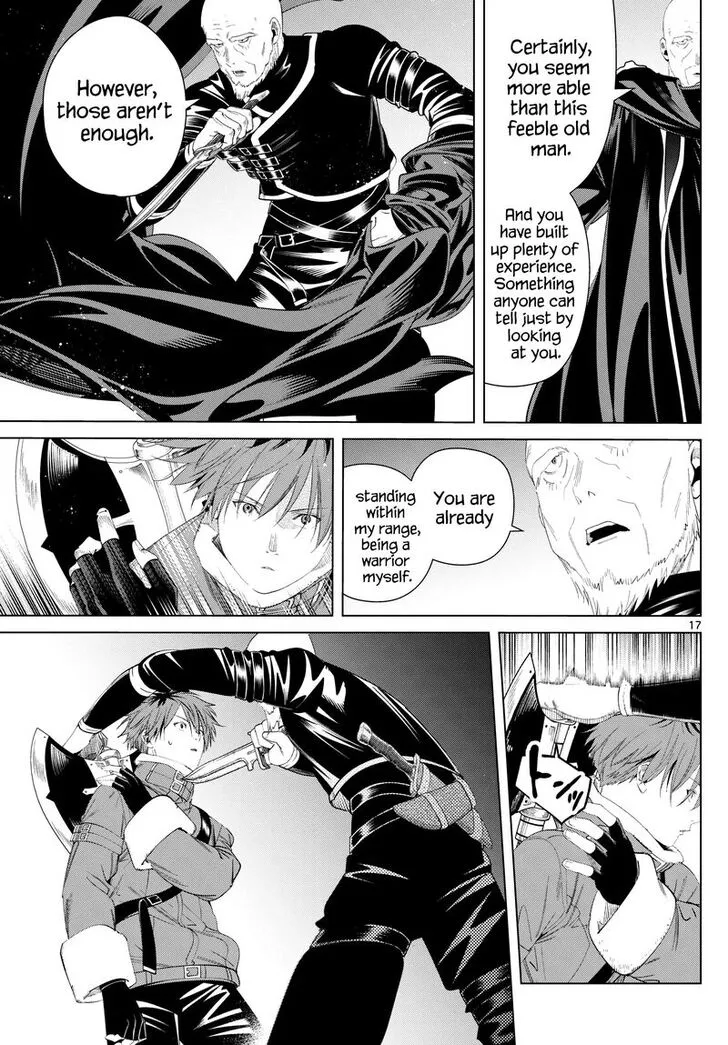 Certainly,
you seem
more able
than this
feeble old
man.
And you
have built
up plenty of
experience.
Something
anyone can
tell just by
looking
at you.
However,
those aren't
enough.
You are
already
standing
within
my range,
being a
warrior
myself.
17
トンッ